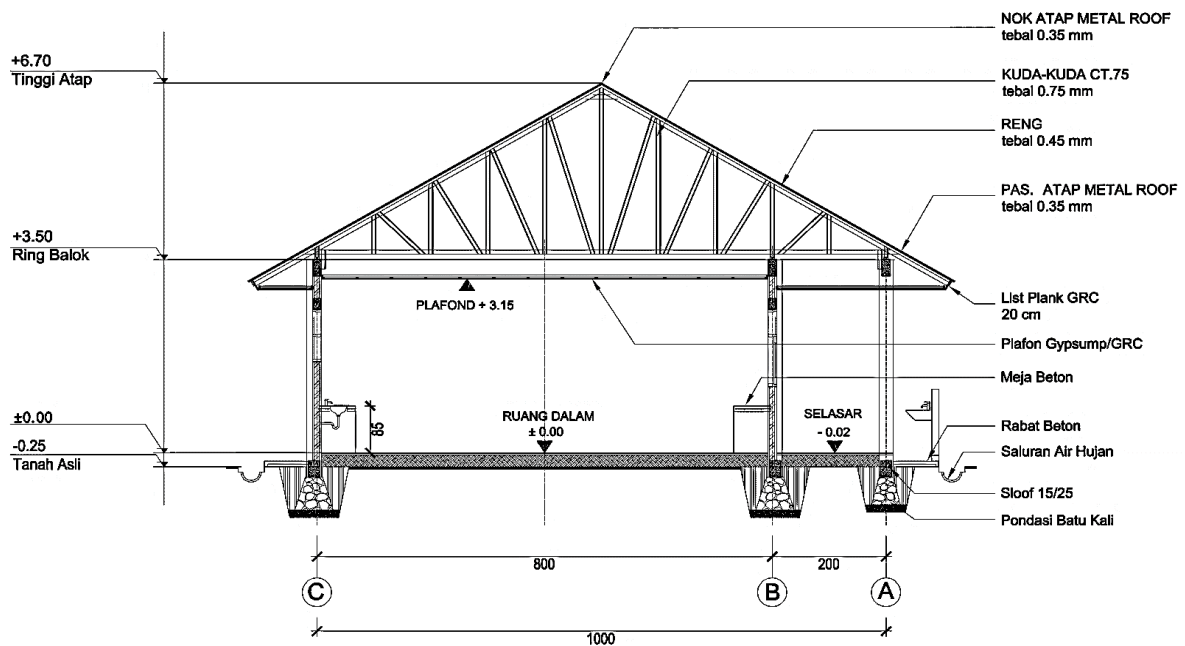 NOK ATAP METAL ROOF
tebal 0.35 mm
+6.70
Tinggi Atap
KUDA-KUDA CT.75
tebal 0.75 mm
RENG
tebal 0.45 mm
PAS. ATAP METAL ROOF
tebal 0.35 mm
+3.50
Ring Balok
PLAFOND + 3.15
List Plank GRC
20 cm
Plafon Gypsump/GRC
Meja Beton
85
RUANG DALAM
± 0.00
SELASAR
- 0.02
±0.00
-0.25
Tanah Asli
Rabat Beton
Saluran Air Hujan
Sloof 15/25
Pondasi Batu Kali
800
200
C
B
A
1000